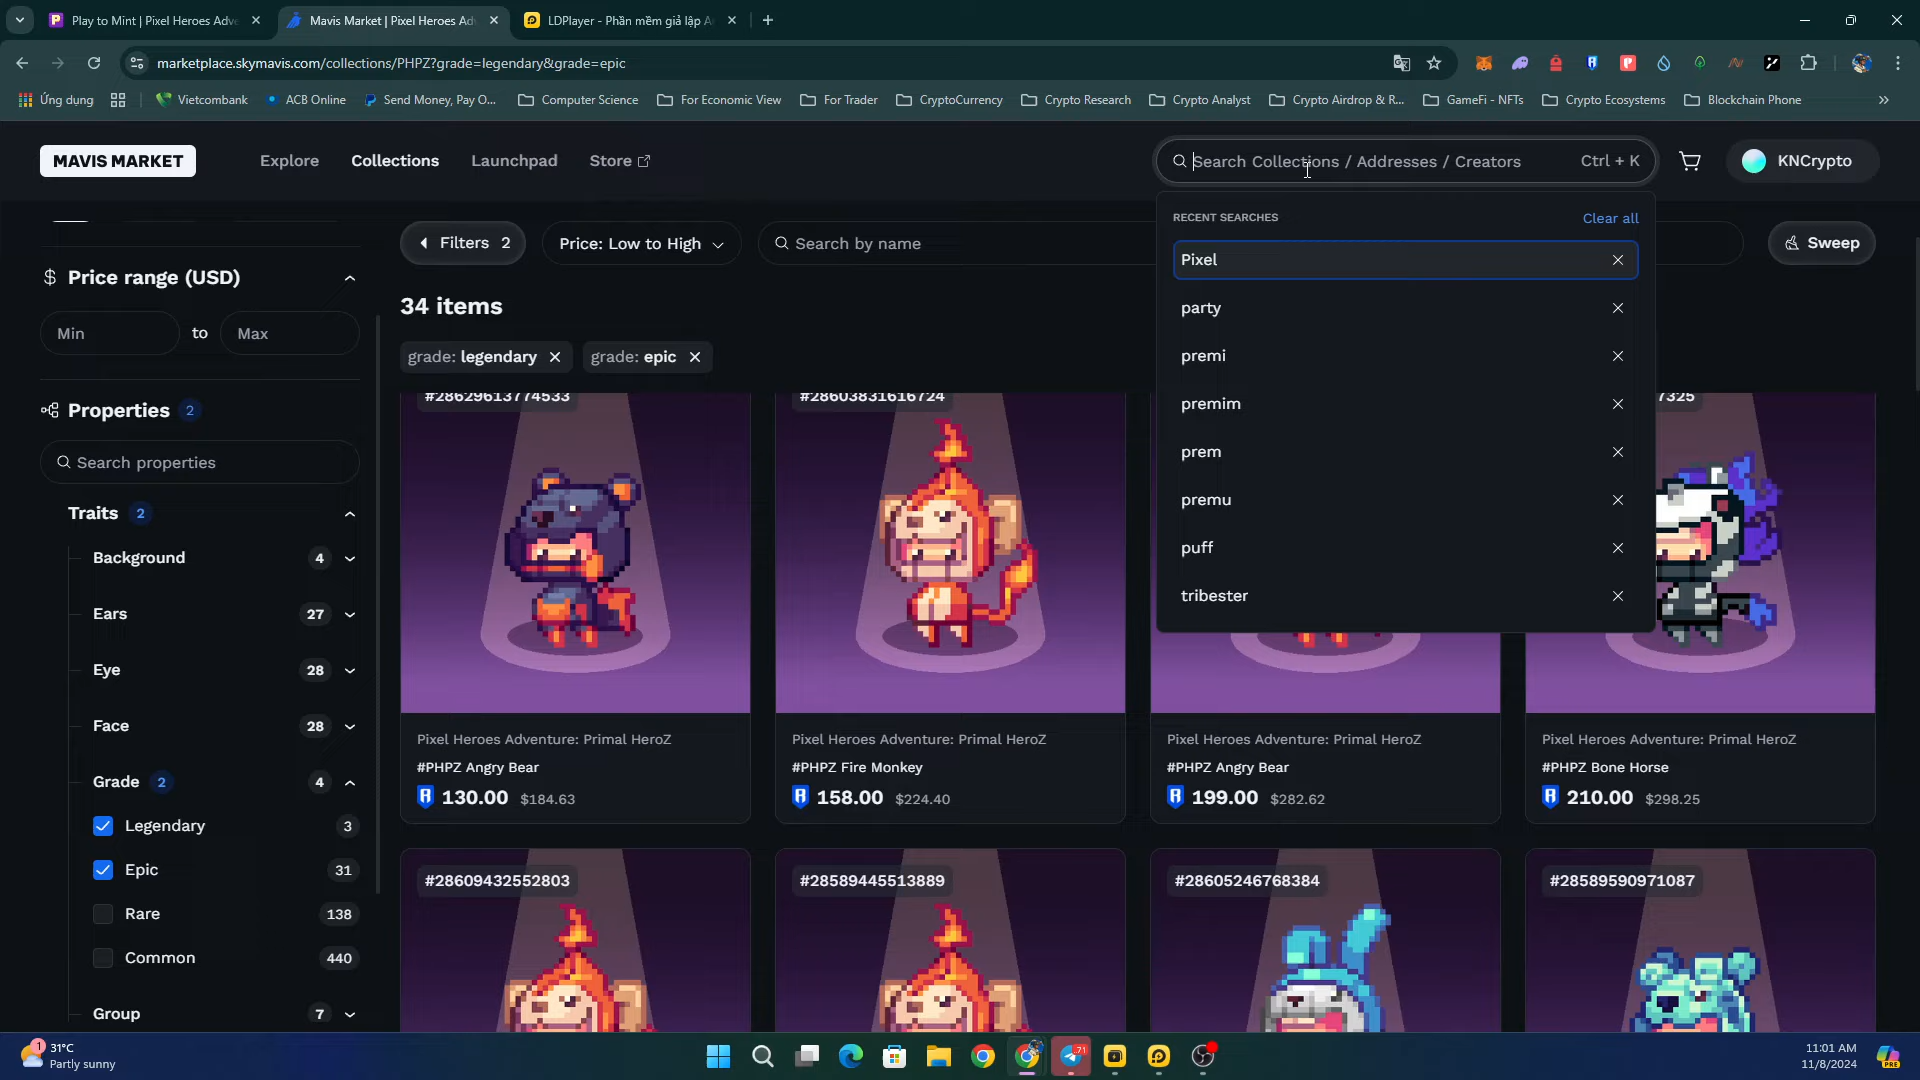 Play to Mint | Pixel Heroes Adve
Mavis Market | Pixel Heroes Ad
LDPlayer - Phần mềm giả lập A
marketplace.skymavis.com/collections/PHPZ?grade=legendary&grade=epic
Ứng dụng
Vietcombank
ACB Online
Send Money, Pay O...
Computer Science
For Economic View
For Trader
CryptoCurrency
Crypto Research
Crypto Analyst
Crypto Airdrop & R...
GameFi - NFTs
Crypto Ecosystems
Blockchain Phone
MAVIS MARKET
Explore
Collections
Launchpad
Store
Search Collections / Addresses / Creators
Ctrl + K
KNCrypto
RECENT SEARCHES
Clear all
Pixel
party
premi
premim
prem
premu
puff
tribester
Filters 2
Price: Low to High
Search by name
Sweep
34 items
grade: legendary
grade: epic
Price range (USD)
Min to Max
Properties 2
Search properties
Traits 2
Background 4
Ears 27
Eye 28
Face 28
Grade 2 4
Legendary 3
Epic 31
Rare 138
Common 440
Group 7
#28629613774533
#28603831616724
7325
Pixel Heroes Adventure: Primal HeroZ
#PHPZ Angry Bear
130.00 $184.63
Pixel Heroes Adventure: Primal HeroZ
#PHPZ Fire Monkey
158.00 $224.40
Pixel Heroes Adventure: Primal HeroZ
#PHPZ Angry Bear
199.00 $282.62
Pixel Heroes Adventure: Primal HeroZ
#PHPZ Bone Horse
210.00 $298.25
#28609432552803
#28589445513889
#28605246768384
#28589590971087
1
31°C
Partly sunny
71
11:01 AM
11/8/2024
PRE